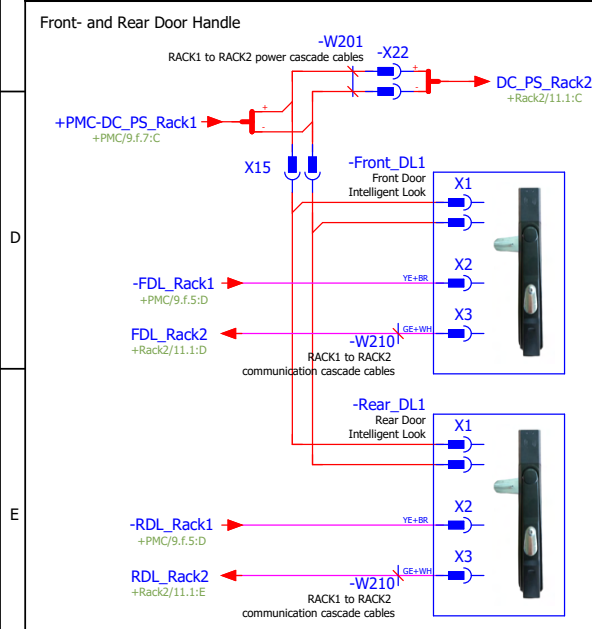 Front- and Rear Door Handle
-W201
RACK1 to RACK2 power cascade cables
-X22
+
-
DC_PS_Rack2
+Rack2/11.1:C
+PMC-DC_PS_Rack1
+PMC/9.f.7:C
+
-
X15
-Front_DL1
Front Door
Intelligent Look
X1
D
X2
YE+BR
-FDL_Rack1
+PMC/9.f.5:D
X3
GE+WH
FDL_Rack2
+Rack2/11.1:D
-W210
RACK1 to RACK2
communication cascade cables
-Rear_DL1
Rear Door
Intelligent Look
X1
E
X2
YE+BR
-RDL_Rack1
+PMC/9.f.5:D
X3
GE+WH
RDL_Rack2
+Rack2/11.1:E
-W210
RACK1 to RACK2
communication cascade cables